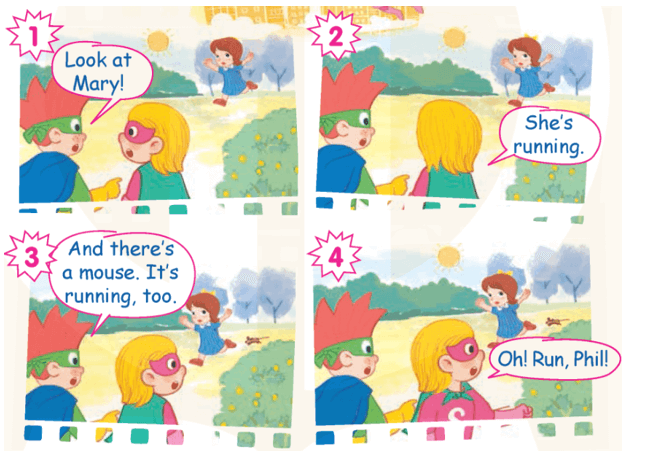 1
Look at
Mary!
2
She's
running.
3
And there's
a mouse. It's
running, too.
4
Oh! Run, Phil!
S